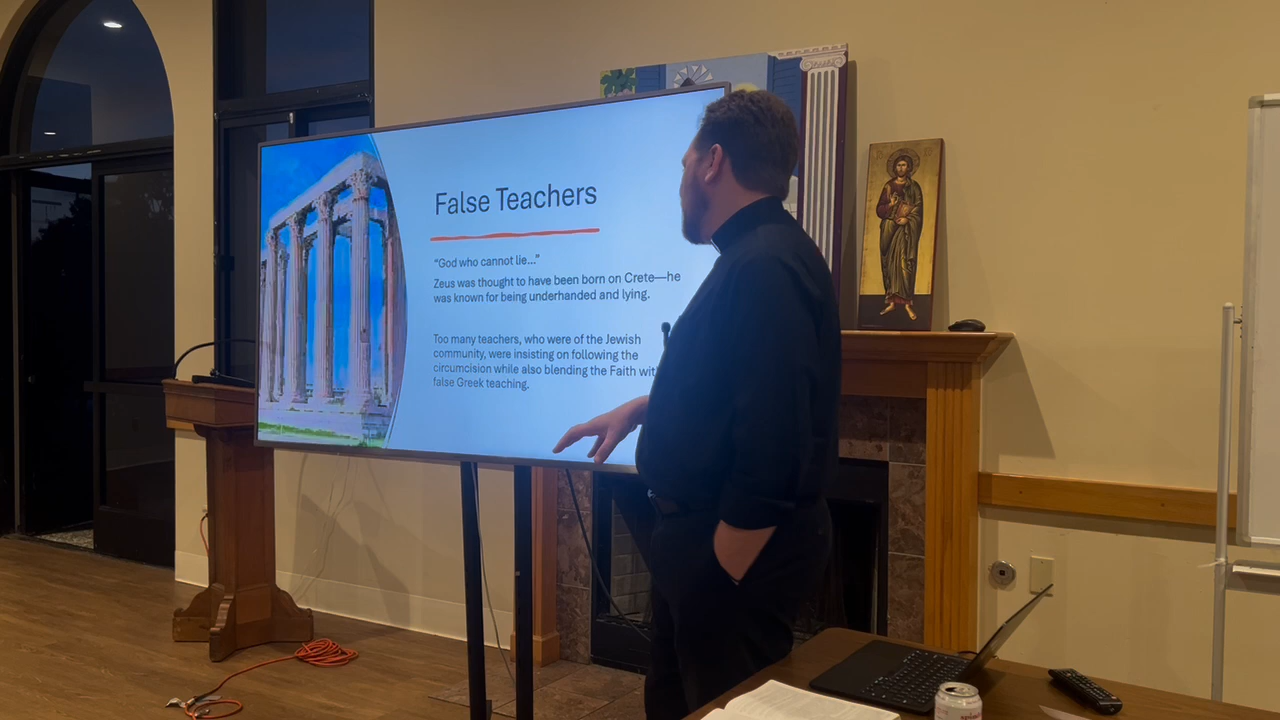 False Teachers
"God who cannot lie..."
Zeus was thought to have been born on Crete—he
was known for being underhanded and lying.
Too many teachers, who were of the Jewish
community, were insisting on following the
circumcision while also blending the Faith
false Greek teaching.